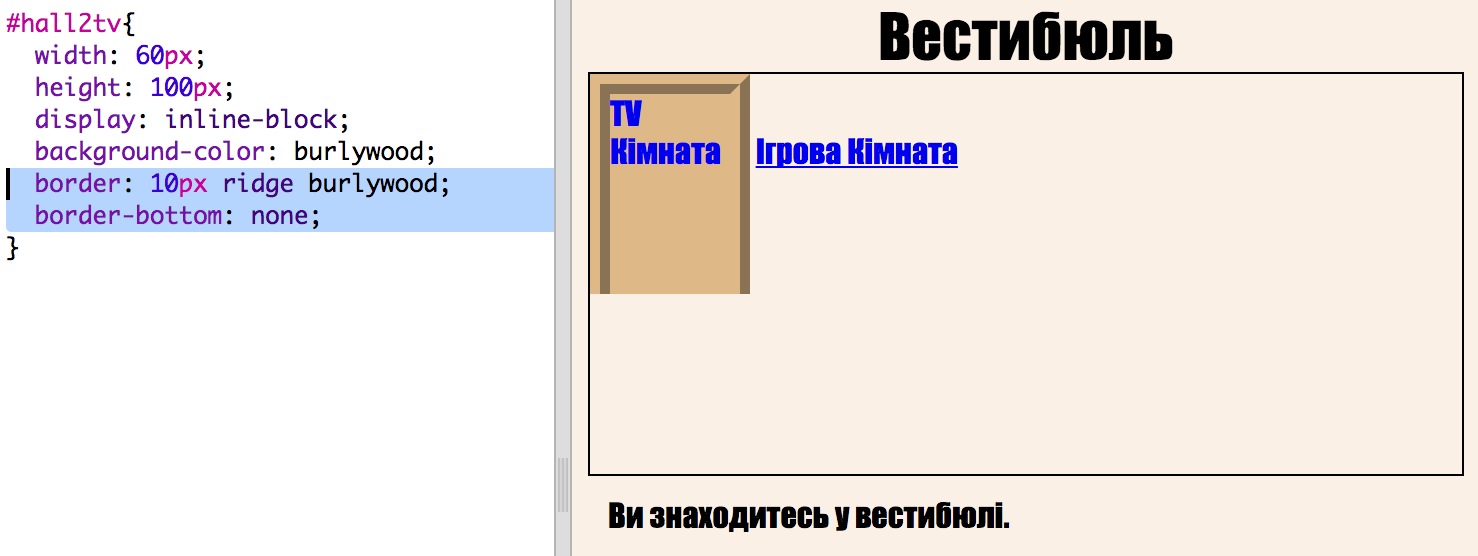 #hall2tv{
  width: 60px;
  height: 100px;
  display: inline-block;
  background-color: burlywood;
  border: 10px ridge burlywood;
  border-bottom: none;
}
Вестибюль
TV
Кімната
Ігрова Кімната
Ви знаходитесь у вестибюлі.